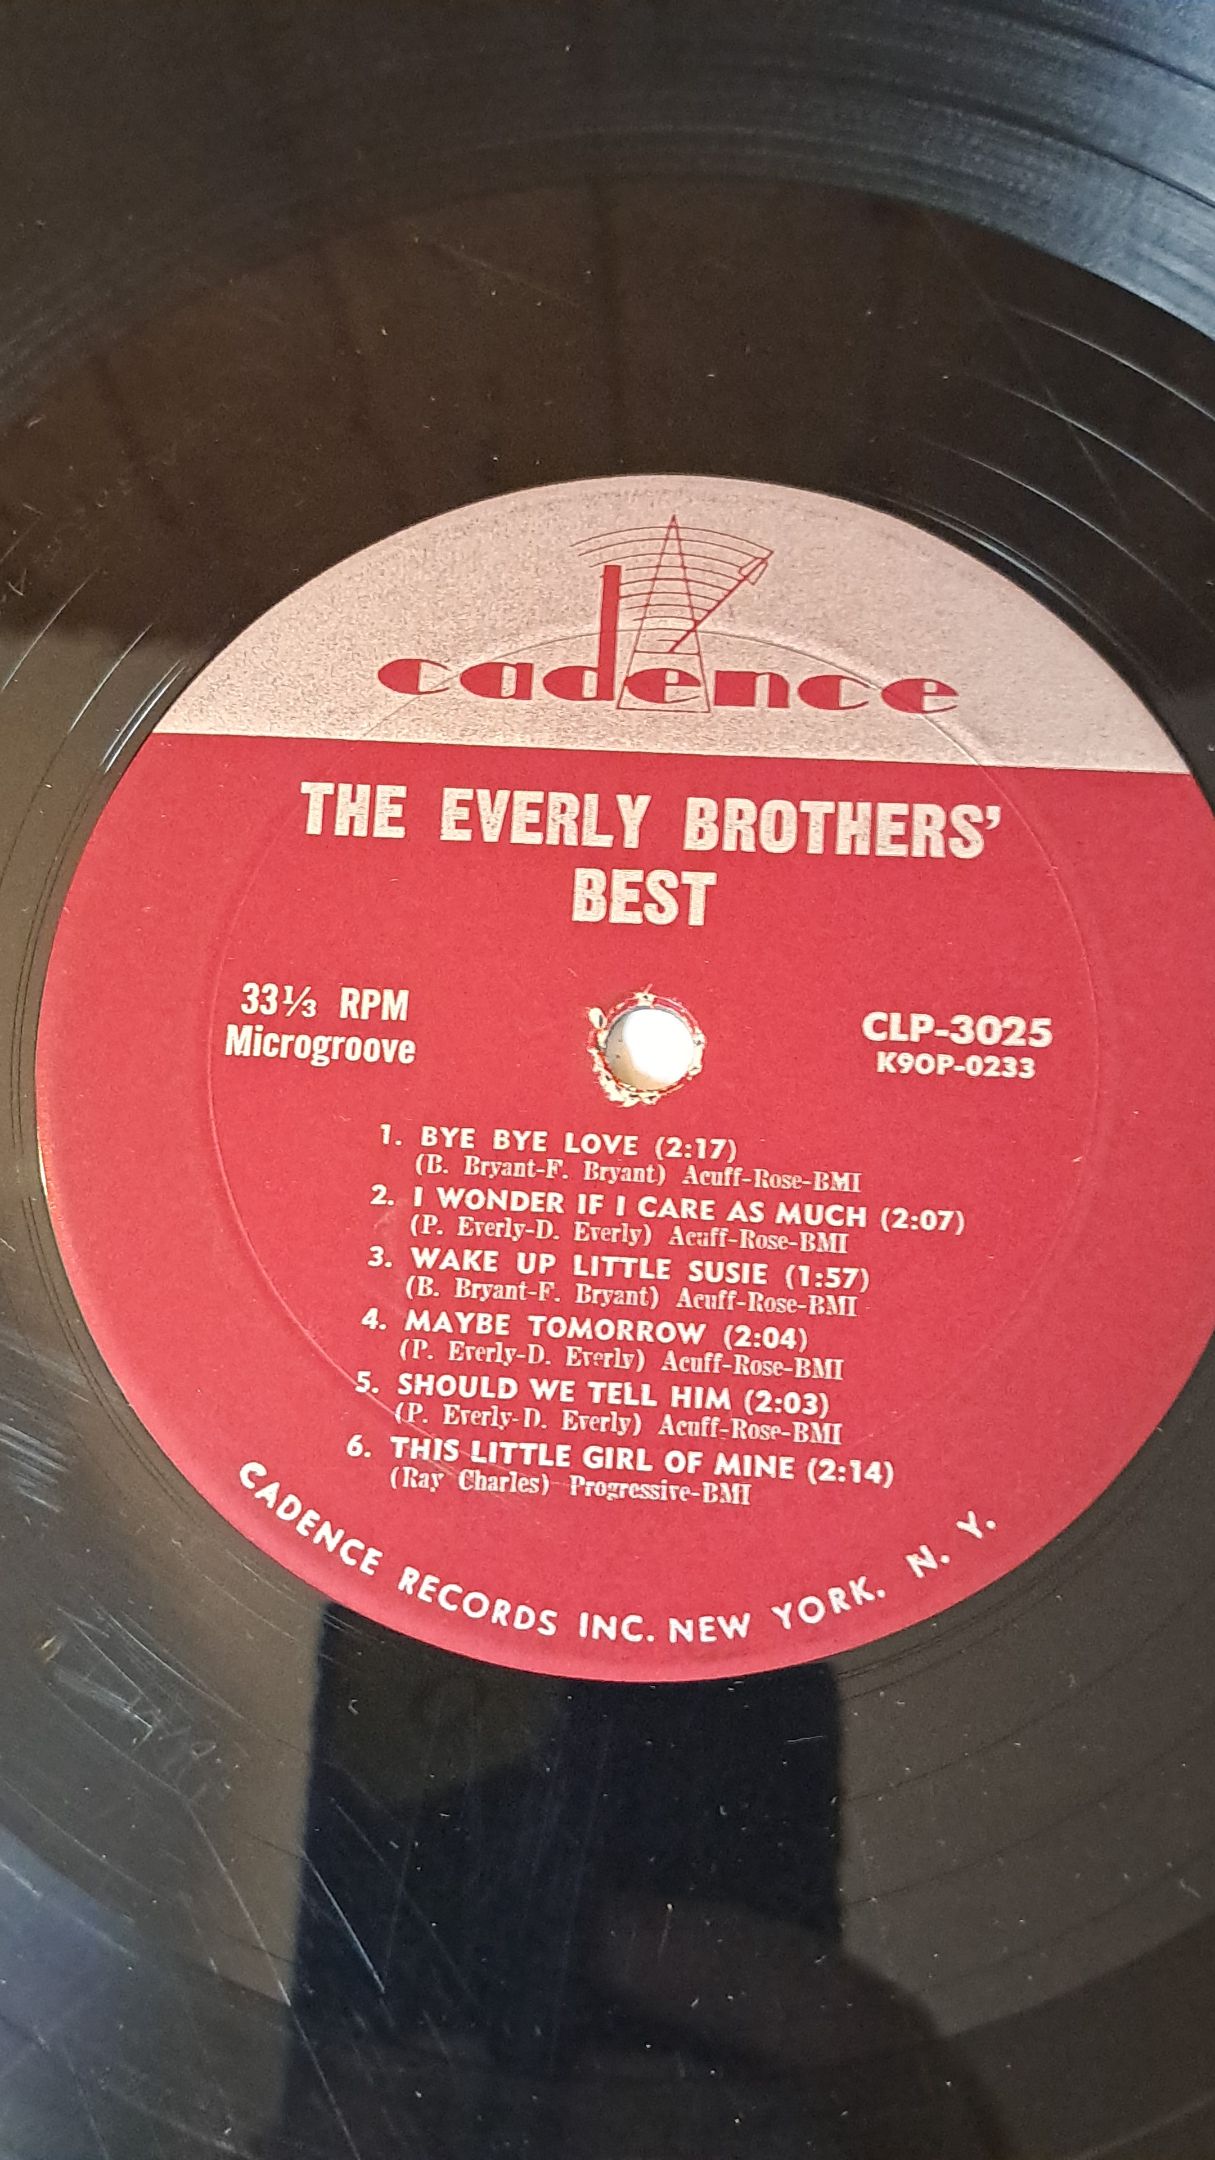 cadence
THE EVERLY BROTHERS'
BEST
33⅓ RPM
Microgroove
CLP-3025
K9OP-0233
1. BYE BYE LOVE (2:17)
(B. Bryant-F. Bryant) Acuff-Rose-BMI
2. I WONDER IF I CARE AS MUCH (2:07)
(P. Everly-D. Everly) Acuff-Rose-BMI
3. WAKE UP LITTLE SUSIE (1:57)
(B. Bryant-F. Bryant) Acuff-Rose-BMI
4. MAYBE TOMORROW (2:04)
(P. Everly-D. Everly) Acuff-Rose-BMI
5. SHOULD WE TELL HIM (2:03)
(P. Everly-D. Everly) Acuff-Rose-BMI
6. THIS LITTLE GIRL OF MINE (2:14)
(Ray Charles) Progressive-BMI
CADENCE RECORDS INC. NEW YORK. N. Y.